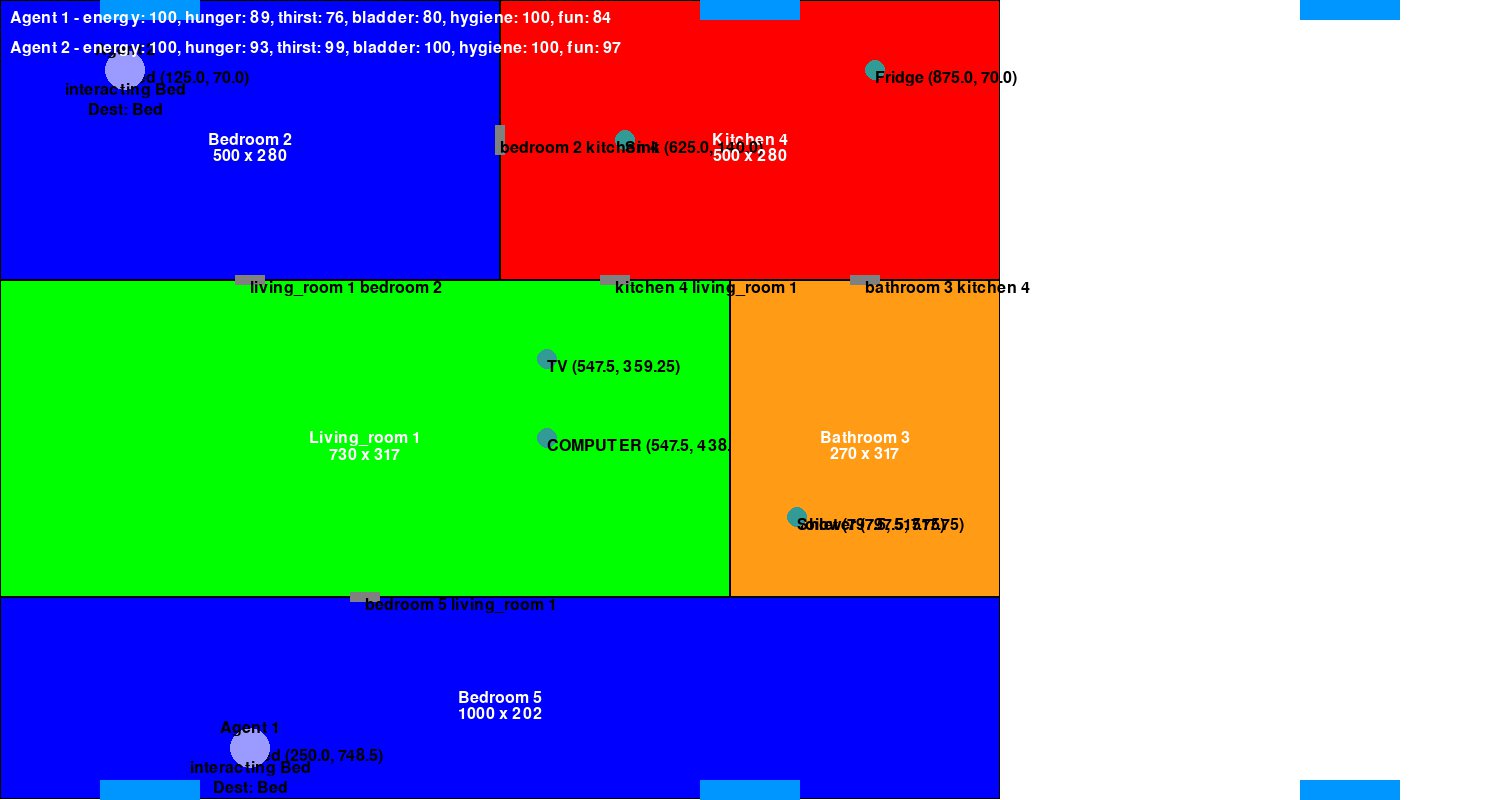 Agent 1 - energy: 100, hunger: 89, thirst: 76, bladder: 80, hygiene: 100, fun: 84
Agent 2 - energy: 100, hunger: 93, thirst: 99, bladder: 100, hygiene: 100, fun: 97
(125.0, 70.0)
interacting Bed
Dest: Bed
Fridge (875.0, 70.0)
Bedroom 2
500 x 280
Kitchen 4
500 x 280
bedroom 2 kitchen 4
Sink (625.0, 140.0)
living_room 1 bedroom 2
kitchen 4 living_room 1
bathroom 3 kitchen 4
TV (547.5, 359.25)
COMPUTER (547.5, 438.
Living_room 1
730 x 317
Bathroom 3
270 x 317
bedroom 5 living_room 1
Bedroom 5
1000 x 202
Agent 1
(250.0, 748.5)
interacting Bed
Dest: Bed